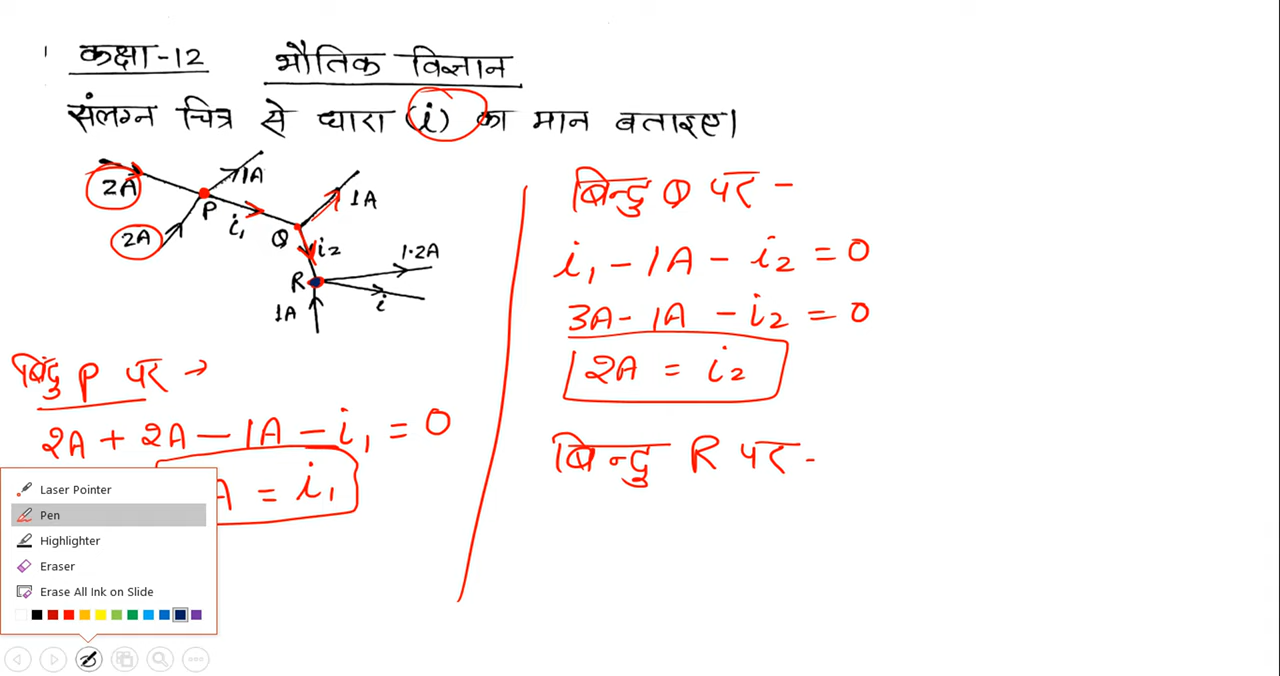 कक्षा-12 भौतिक विज्ञान
संलग्न चित्र से धारा (i) का मान बताइए।
2A
1A
P
2A
i₁
Q
1A
i₂
R
1.2A
1A
i
बिंदु P पर →
2A + 2A - 1A - i₁ = 0
A = i₁
बिन्दु Q पर -
i₁ - 1A - i₂ = 0
3A - 1A - i₂ = 0
2A = i₂
बिन्दु R पर -
Laser Pointer
Pen
Highlighter
Eraser
Erase All Ink on Slide